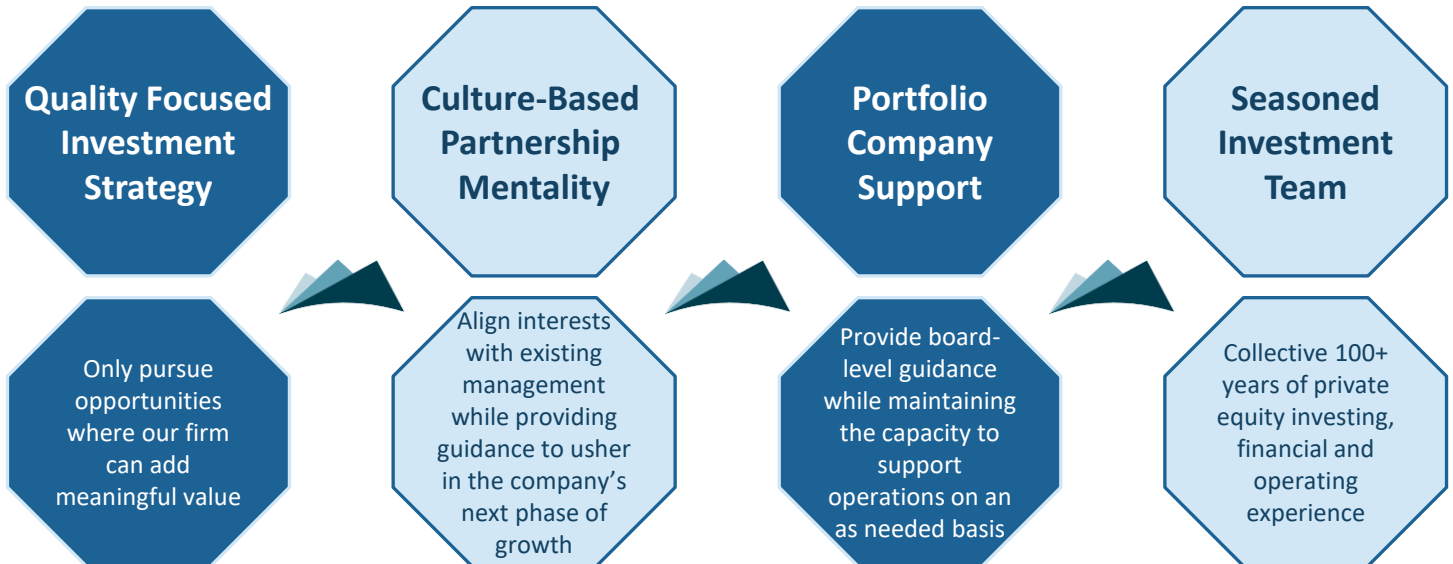 Quality Focused
Investment
Strategy
Culture-Based
Partnership
Mentality
Portfolio
Company
Support
Seasoned
Investment
Team
Only pursue
opportunities
where our firm
can add
meaningful value
Align interests
with existing
management
while providing
guidance to usher
in the company’s
next phase of
growth
Provide board-
level guidance
while maintaining
the capacity to
support
operations on an
as needed basis
Collective 100+
years of private
equity investing,
financial and
operating
experience